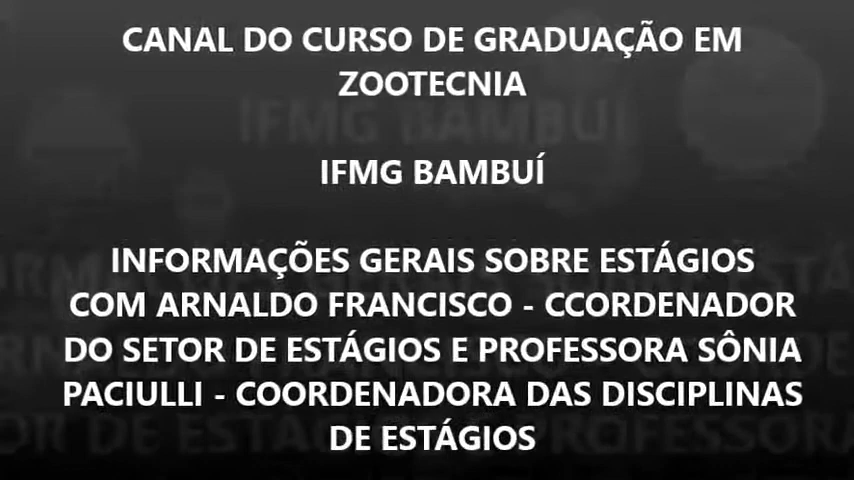 CANAL DO CURSO DE GRADUAÇÃO EM
ZOOTECNIA
IFMG BAMBUÍ
INFORMAÇÕES GERAIS SOBRE ESTÁGIOS
COM ARNALDO FRANCISCO - CCORDENADOR
DO SETOR DE ESTÁGIOS E PROFESSORA SÔNIA
PACIULLI - COORDENADORA DAS DISCIPLINAS
DE ESTÁGIOS